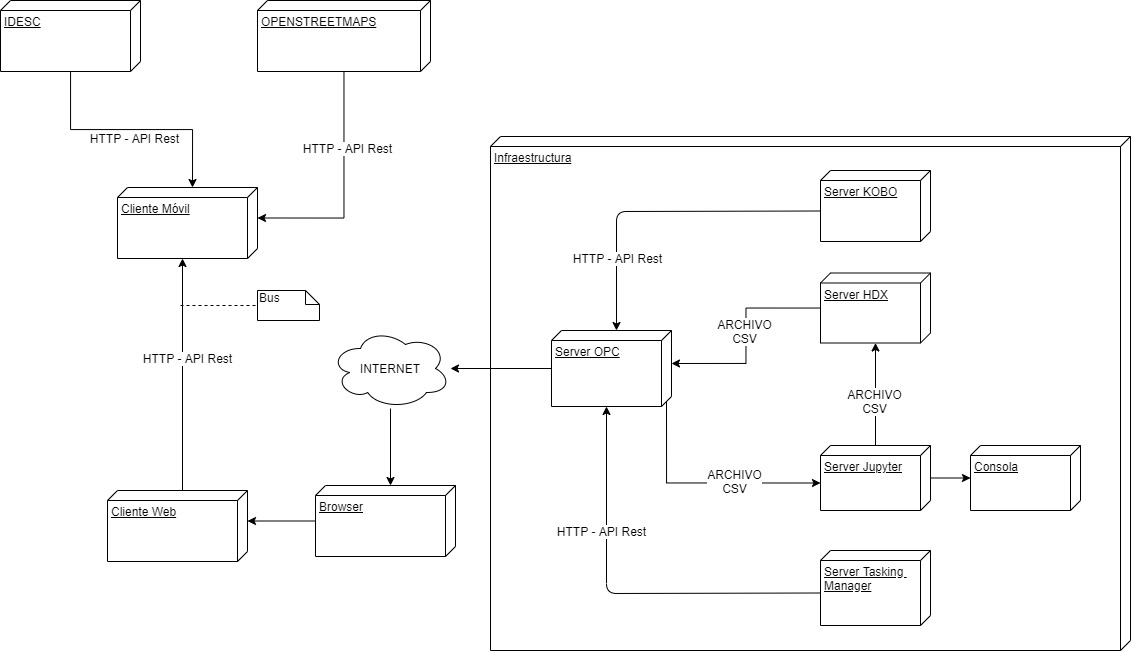 IDESC
OPENSTREETMAPS
HTTP - API Rest
HTTP - API Rest
Infraestructura
Server KOBO
Cliente Móvil
HTTP - API Rest
Server HDX
Bus
ARCHIVO
CSV
Server OPC
HTTP - API Rest
INTERNET
ARCHIVO
CSV
Server Jupyter
Consola
ARCHIVO
CSV
Cliente Web
Browser
HTTP - API Rest
Server Tasking
Manager